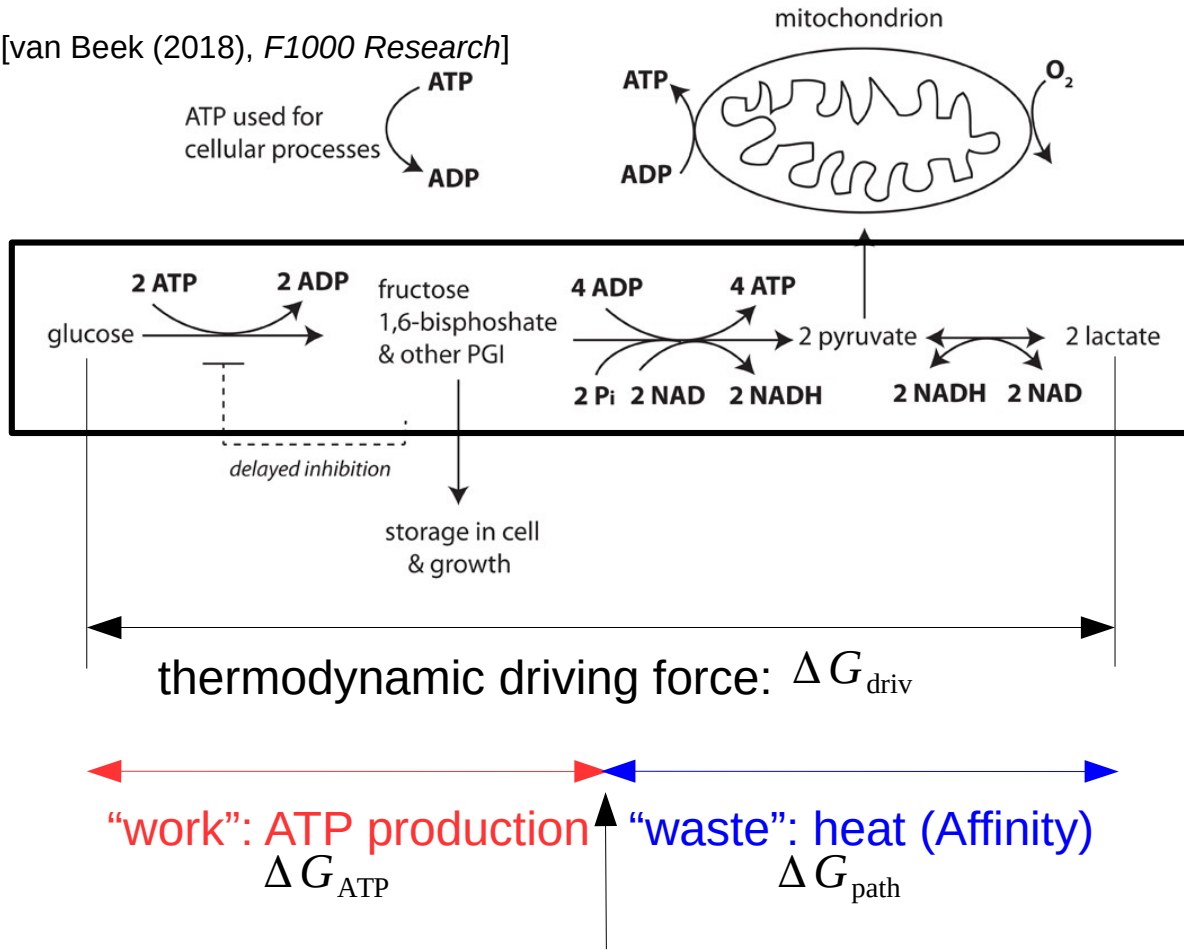 mitochondrion
[van Beek (2018), F1000 Research]
ATP
ATP used for
cellular processes
ADP
ATP
ADP
O₂
2 ATP
2 ADP
glucose
fructose
1,6-bisphoshate
& other PGI
4 ADP
4 ATP
2 Pi
2 NAD
2 NADH
2 pyruvate
2 lactate
2 NADH
2 NAD
delayed inhibition
storage in cell
& growth
thermodynamic driving force: ΔG_driv
“work”: ATP production
ΔG_ATP
“waste”: heat (Affinity)
ΔG_path